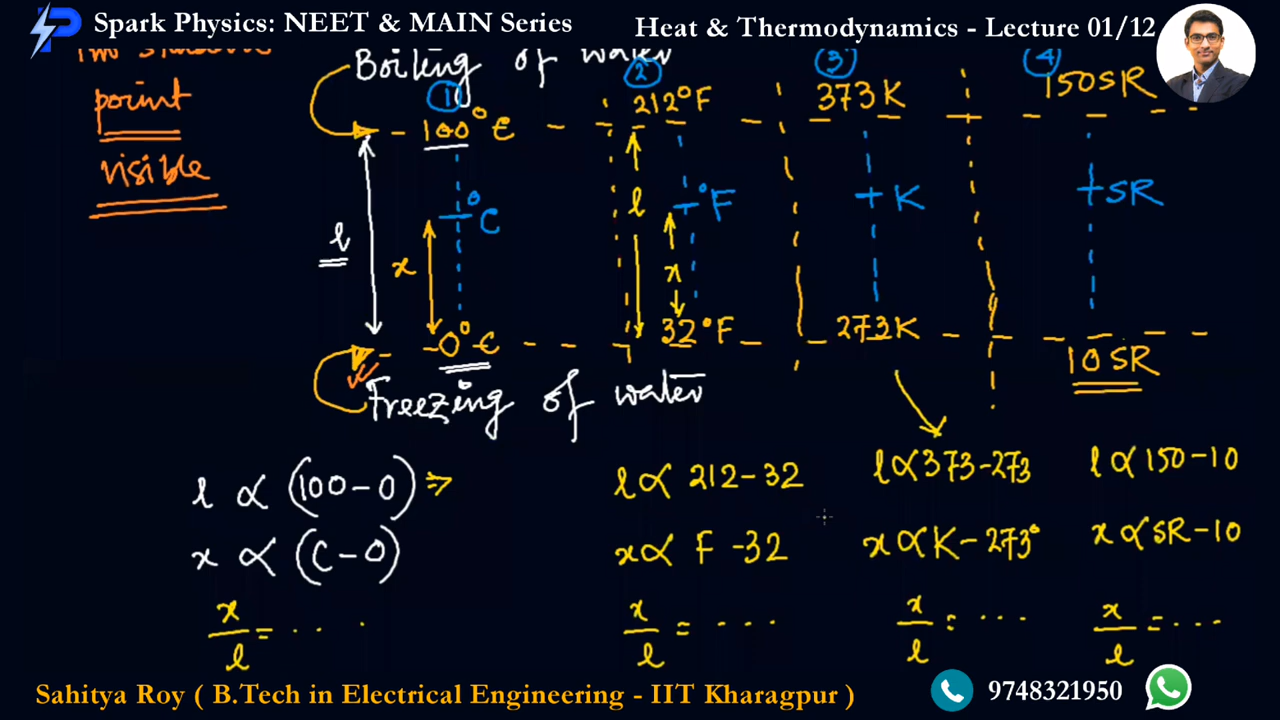 Spark Physics: NEET & MAIN Series
Heat & Thermodynamics - Lecture 01/12
point
visible
Boiling of water
① ② ③ ④
100°C 212°F 373K 150SR
°C °F K SR
l x l x
0°C 32°F 273K 10SR
Freezing of water
l ∝ (100-0) ⇒ l ∝ 212-32 l ∝ 373-273 l ∝ 150-10
x ∝ (C-0) x ∝ F-32 x ∝ K-273° x ∝ SR-10
x/l = ... x/l = ... x/l = ... x/l = ...
Sahitya Roy ( B.Tech in Electrical Engineering - IIT Kharagpur )
9748321950